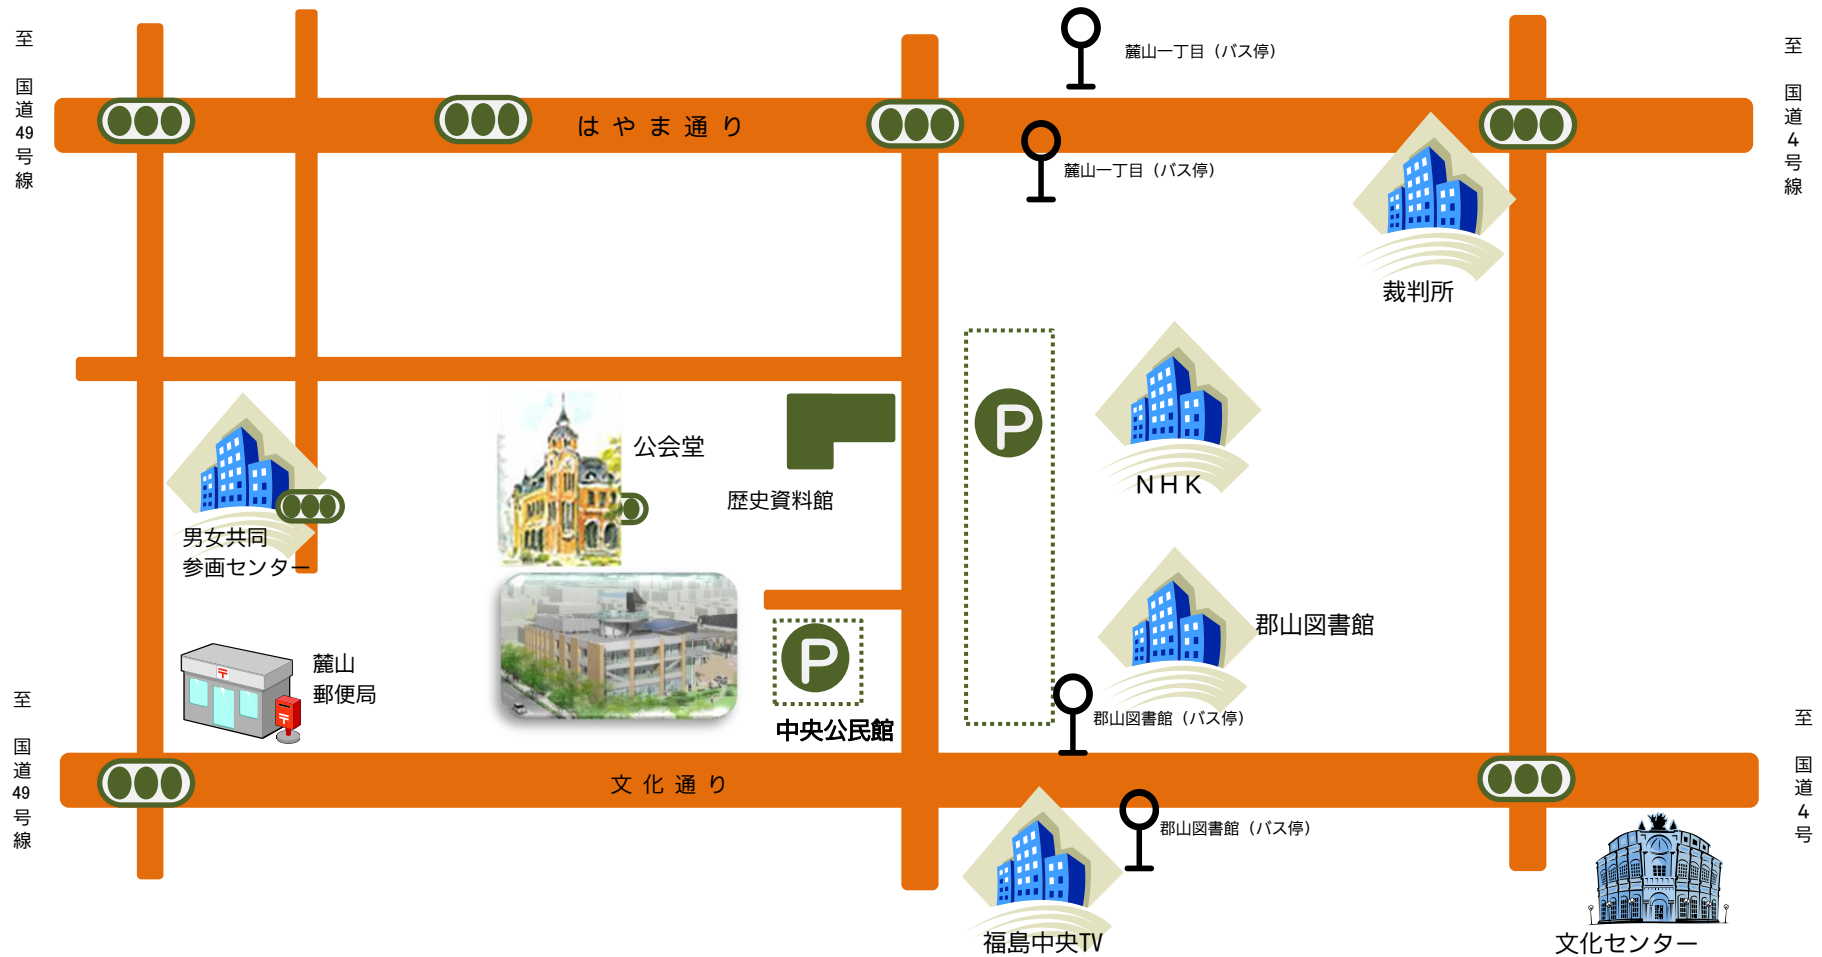 至 国道49号線
麓山一丁目（バス停）
至 国道4号線
はやま通り
麓山一丁目（バス停）
裁判所
P
公会堂
歴史資料館
NHK
男女共同
参画センター
郡山図書館
P
麓山
郵便局
中央公民館
郡山図書館（バス停）
至 国道49号線
至 国道4号
文化通り
郡山図書館（バス停）
福島中央TV
文化センター